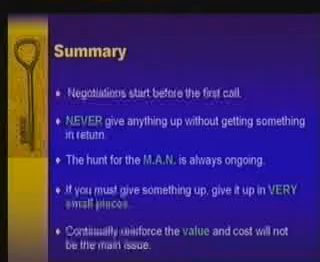 Summary
Negotiations start before the first call.
NEVER give anything up without getting something
in return.
The hunt for the M.A.N. is always ongoing.
If you must give something up, give it up in VERY
small pieces.
Continually reinforce the value and cost will not
be the main issue.